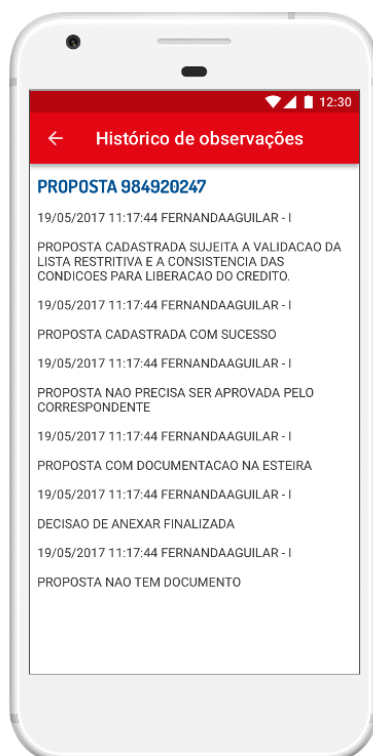 12:30
Histórico de observações
PROPOSTA 984920247
19/05/2017 11:17:44 FERNANDAAGUILAR - I
PROPOSTA CADASTRADA SUJEITA A VALIDACAO DA
LISTA RESTRITIVA E A CONSISTENCIA DAS
CONDICOES PARA LIBERACAO DO CREDITO.
19/05/2017 11:17:44 FERNANDAAGUILAR - I
PROPOSTA CADASTRADA COM SUCESSO
19/05/2017 11:17:44 FERNANDAAGUILAR - I
PROPOSTA NAO PRECISA SER APROVADA PELO
CORRESPONDENTE
19/05/2017 11:17:44 FERNANDAAGUILAR - I
PROPOSTA COM DOCUMENTACAO NA ESTEIRA
19/05/2017 11:17:44 FERNANDAAGUILAR - I
DECISAO DE ANEXAR FINALIZADA
19/05/2017 11:17:44 FERNANDAAGUILAR - I
PROPOSTA NAO TEM DOCUMENTO